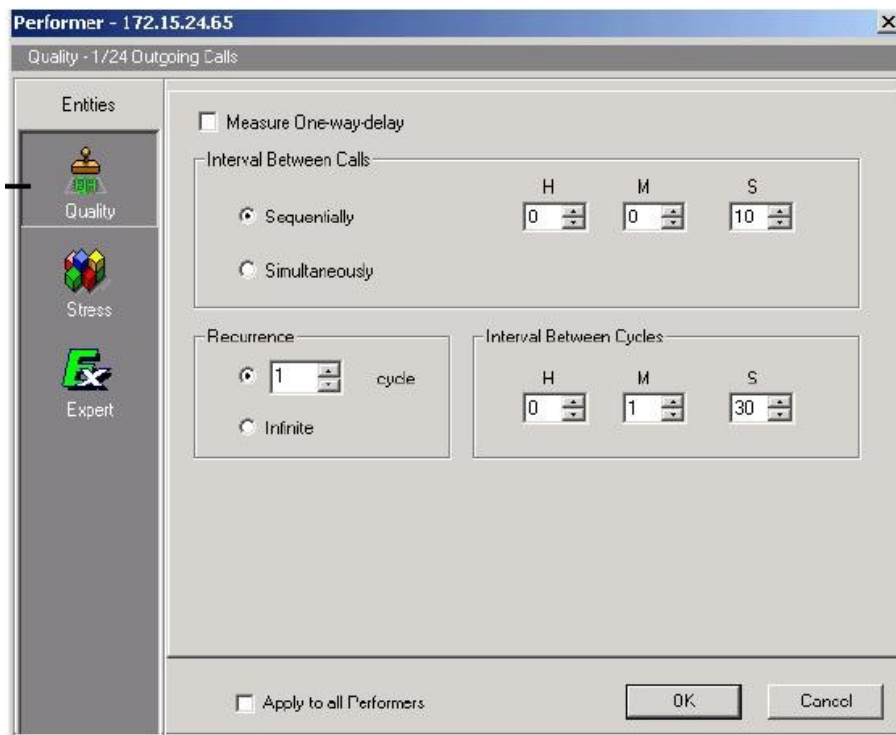 Performer - 172.15.24.65
Quality - 1/24 Outgoing Calls
Entities
Quality
Stress
Expert
Measure One-way-delay
Interval Between Calls
H M S
Sequentially 0 0 10
Simultaneously
Recurrence
1 cycle
Infinite
Interval Between Cycles
H M S
0 1 30
Apply to all Performers
OK Cancel